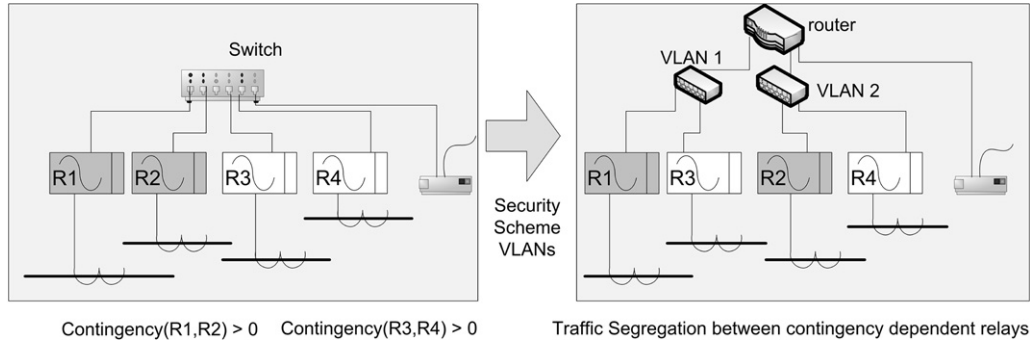 Switch
R1
R2
R3
R4
Security
Scheme
VLANs
router
VLAN 1
VLAN 2
R1
R3
R2
R4
Contingency(R1,R2) > 0
Contingency(R3,R4) > 0
Traffic Segregation between contingency dependent relays